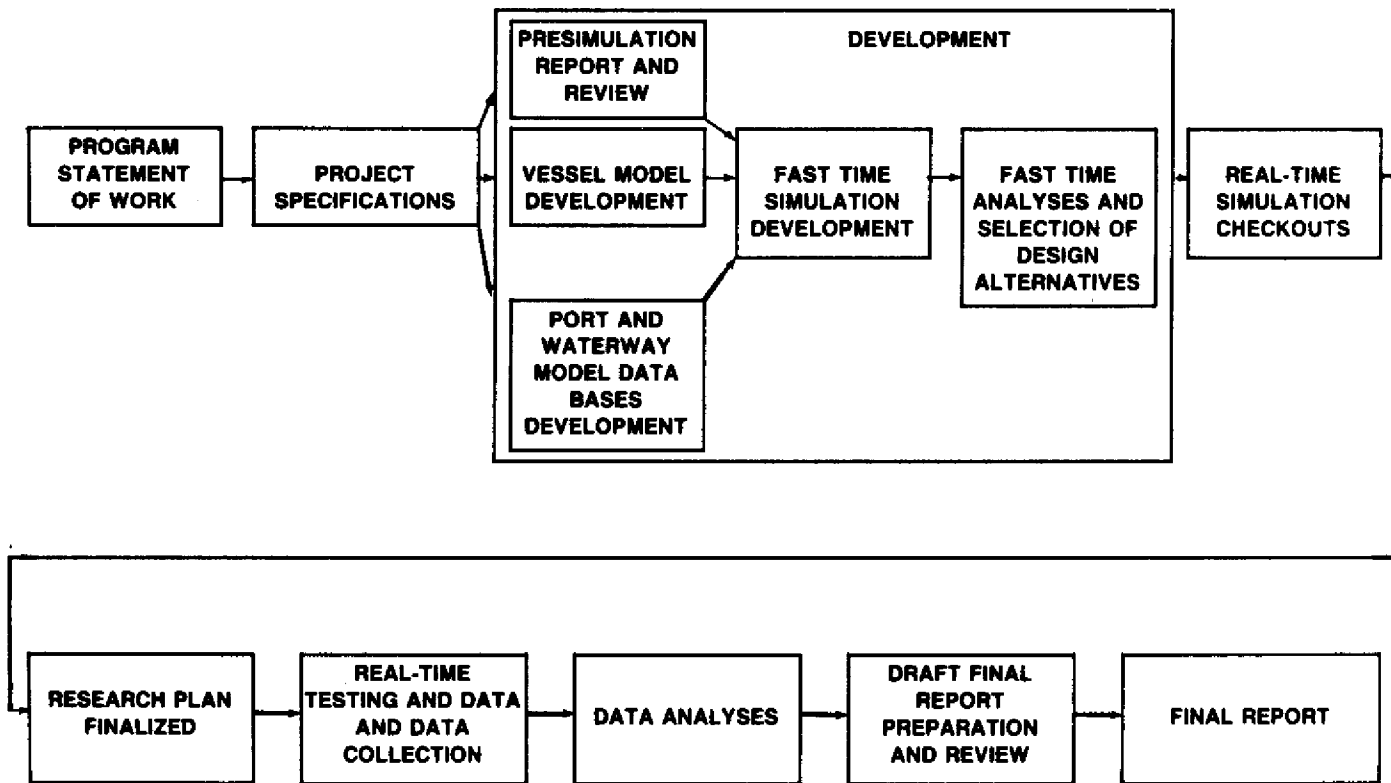 PROGRAM
STATEMENT
OF WORK
PROJECT
SPECIFICATIONS
DEVELOPMENT
PRESIMULATION
REPORT AND
REVIEW
VESSEL MODEL
DEVELOPMENT
PORT AND
WATERWAY
MODEL DATA
BASES
DEVELOPMENT
FAST TIME
SIMULATION
DEVELOPMENT
FAST TIME
ANALYSES AND
SELECTION OF
DESIGN
ALTERNATIVES
REAL-TIME
SIMULATION
CHECKOUTS
RESEARCH PLAN
FINALIZED
REAL-TIME
TESTING AND DATA
AND DATA
COLLECTION
DATA ANALYSES
DRAFT FINAL
REPORT
PREPARATION
AND REVIEW
FINAL REPORT